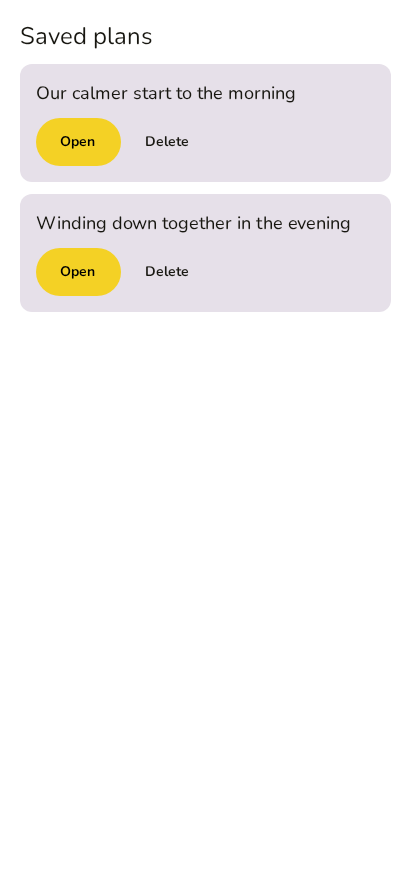 Saved plans
Our calmer start to the morning
Open Delete
Winding down together in the evening
Open Delete